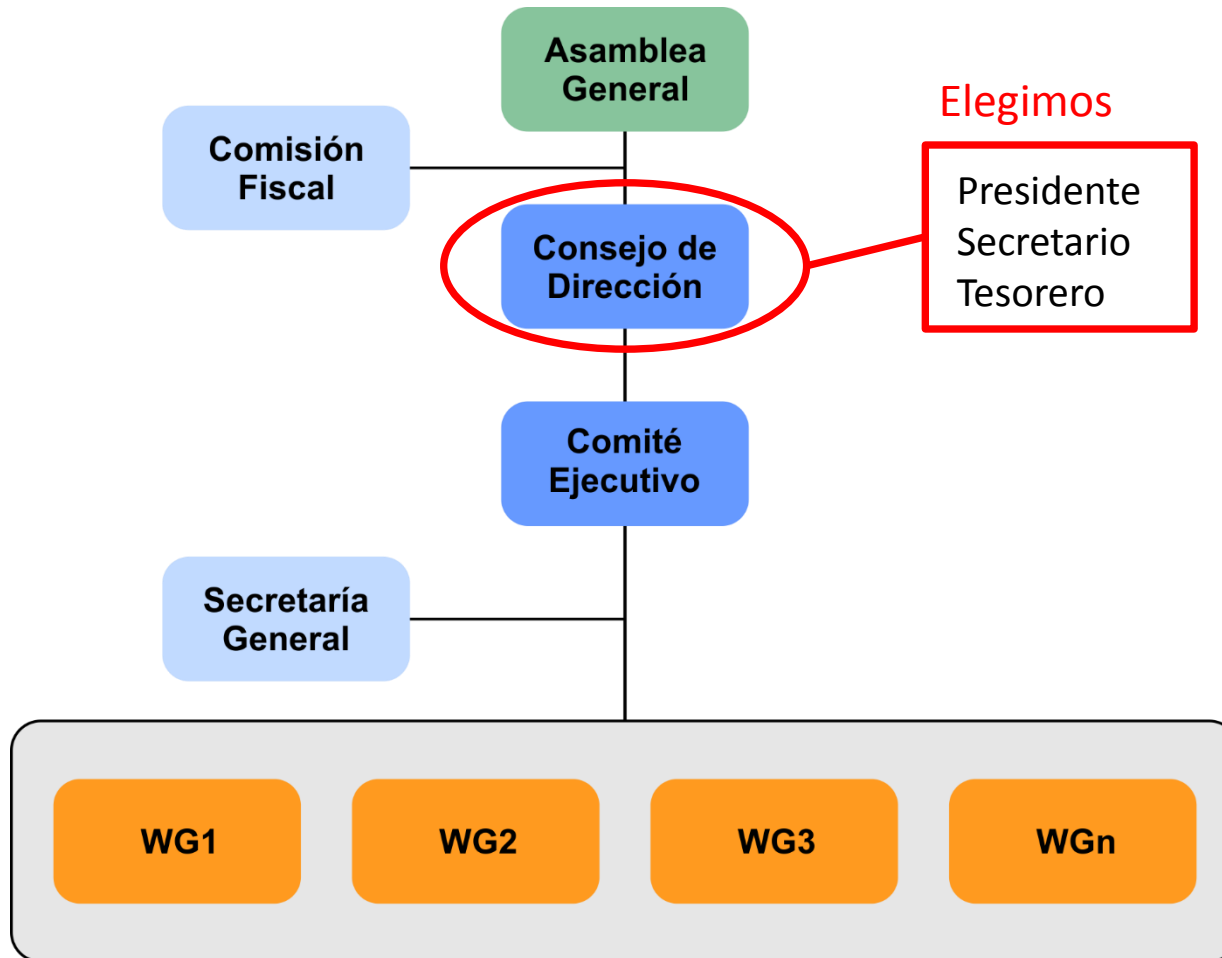 Asamblea
General
Elegimos
Comisión
Fiscal
Presidente
Secretario
Tesorero
Consejo de
Dirección
Comité
Ejecutivo
Secretaría
General
WG1
WG2
WG3
WGn